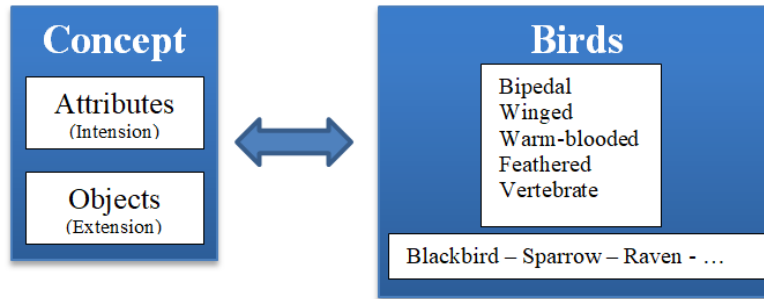 Concept
Attributes
(Intension)
Objects
(Extension)
Birds
Bipedal
Winged
Warm-blooded
Feathered
Vertebrate
Blackbird – Sparrow – Raven - …